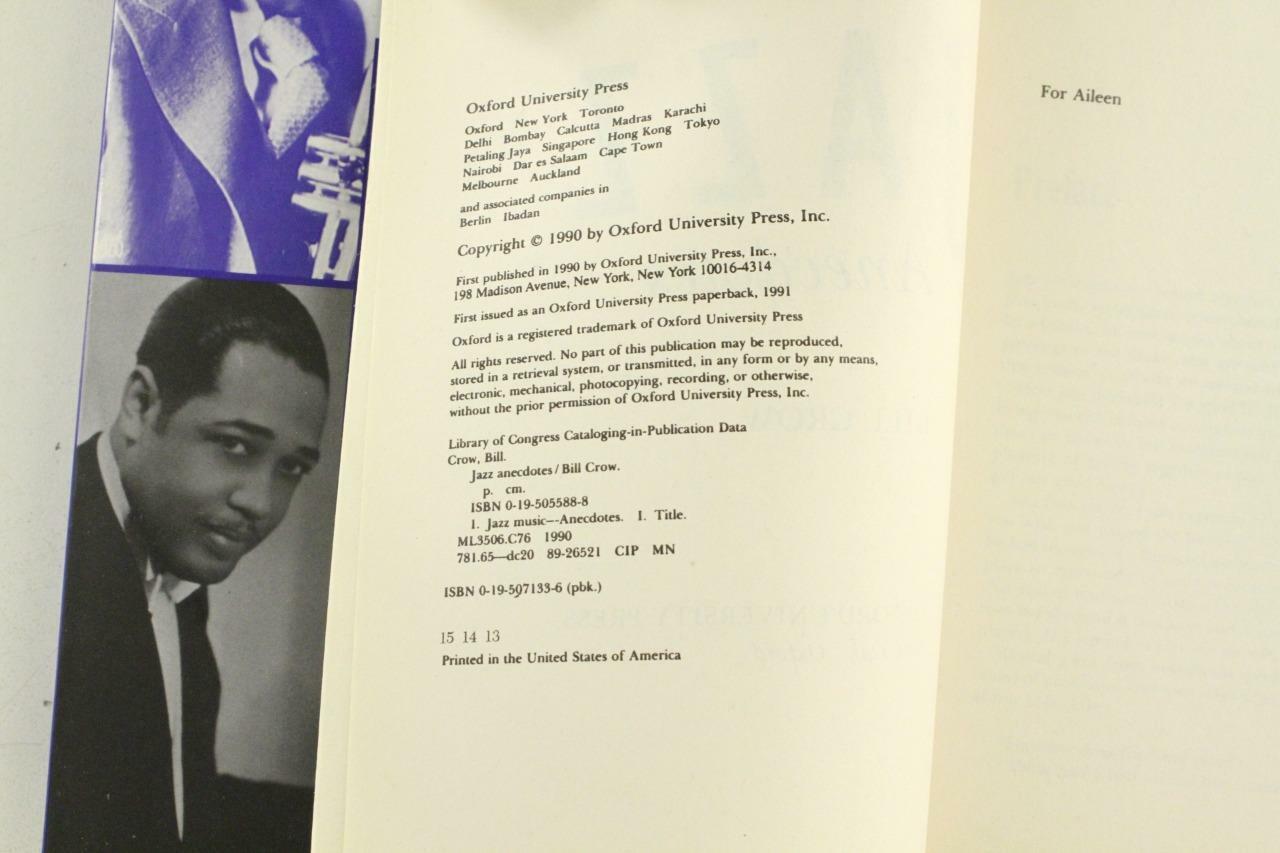 Oxford University Press
Oxford New York Toronto
Delhi Bombay Calcutta Madras Karachi
Petaling Jaya Singapore Hong Kong Tokyo
Nairobi Dar es Salaam Cape Town
Melbourne Auckland
and associated companies in
Berlin Ibadan
Copyright © 1990 by Oxford University Press, Inc.
First published in 1990 by Oxford University Press, Inc.,
198 Madison Avenue, New York, New York 10016-4314
First issued as an Oxford University Press paperback, 1991
Oxford is a registered trademark of Oxford University Press
All rights reserved. No part of this publication may be reproduced,
stored in a retrieval system, or transmitted, in any form or by any means,
electronic, mechanical, photocopying, recording, or otherwise,
without the prior permission of Oxford University Press, Inc.
Library of Congress Cataloging-in-Publication Data
Crow, Bill.
Jazz anecdotes / Bill Crow.
p. cm.
ISBN 0-19-505588-8
1. Jazz music--Anecdotes. I. Title.
ML3506.C76 1990
781.65—dc20 89-26521 CIP MN
ISBN 0-19-507133-6 (pbk.)
15 14 13
Printed in the United States of America
For Aileen